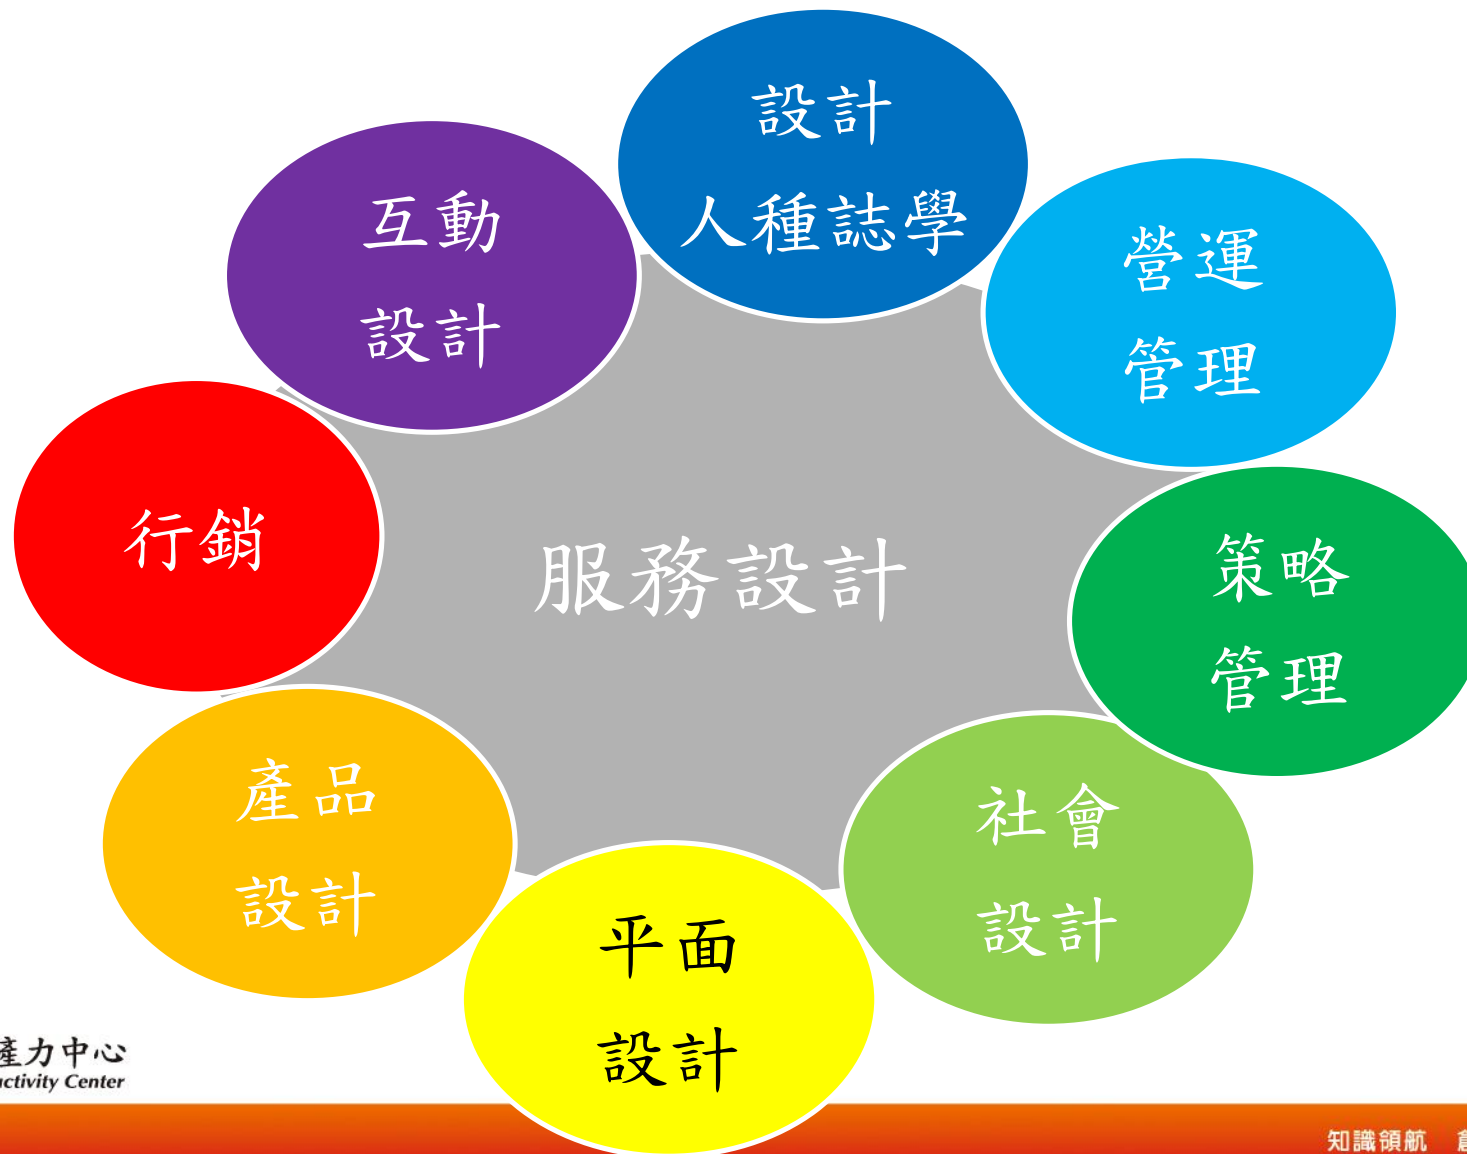 設計
人種誌學
互動
設計
營運
管理
行銷
服務設計
策略
管理
產品
設計
社會
設計
平面
設計
產力中心
activity Center
知識領航